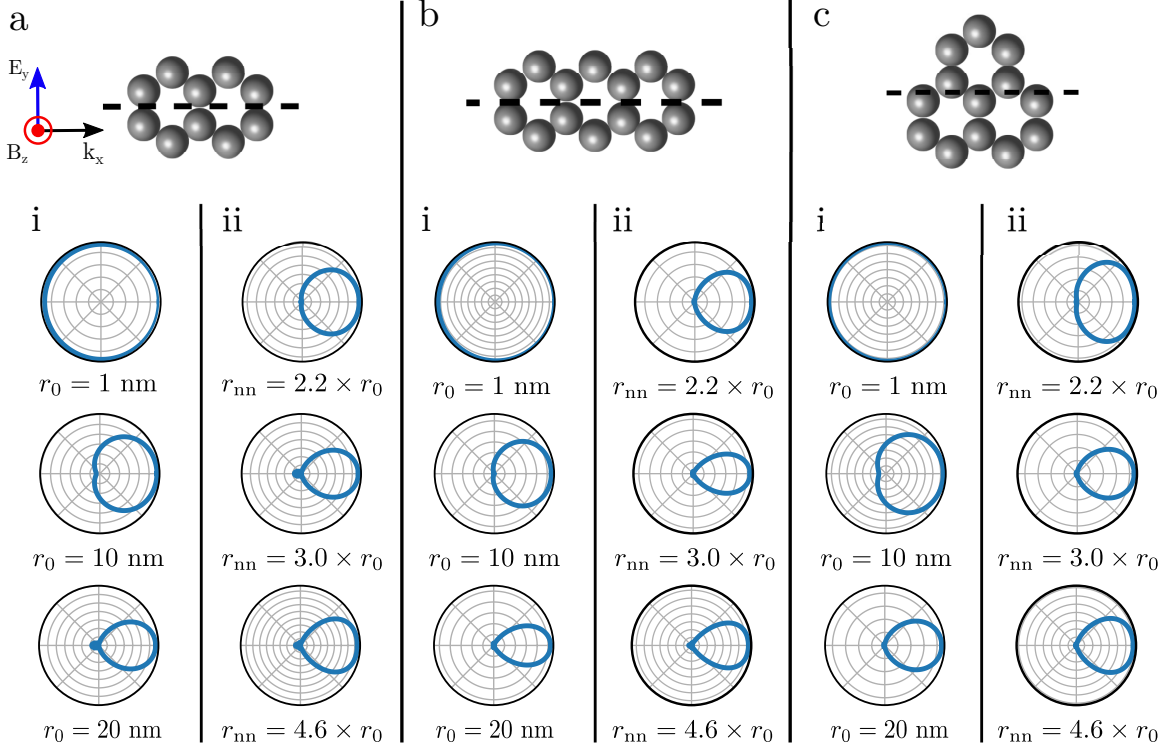 a
b
c
E_y
B_z
k_x
i
ii
i
ii
i
ii
r_0 = 1 nm
r_nn = 2.2 × r_0
r_0 = 1 nm
r_nn = 2.2 × r_0
r_0 = 1 nm
r_nn = 2.2 × r_0
r_0 = 10 nm
r_nn = 3.0 × r_0
r_0 = 10 nm
r_nn = 3.0 × r_0
r_0 = 10 nm
r_nn = 3.0 × r_0
r_0 = 20 nm
r_nn = 4.6 × r_0
r_0 = 20 nm
r_nn = 4.6 × r_0
r_0 = 20 nm
r_nn = 4.6 × r_0